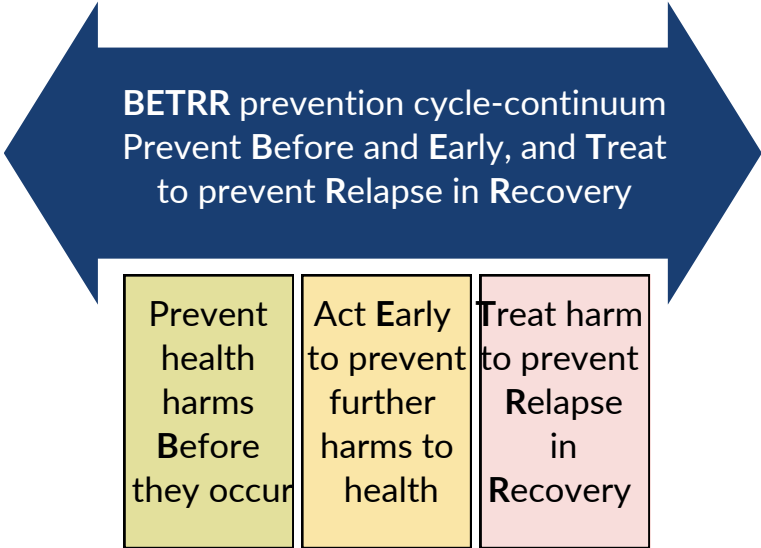 BETRR prevention cycle-continuum
Prevent Before and Early, and Treat
to prevent Relapse in Recovery
Prevent
health
harms
Before
they occur
Act Early
to prevent
further
harms to
health
Treat harm
to prevent
Relapse
in
Recovery